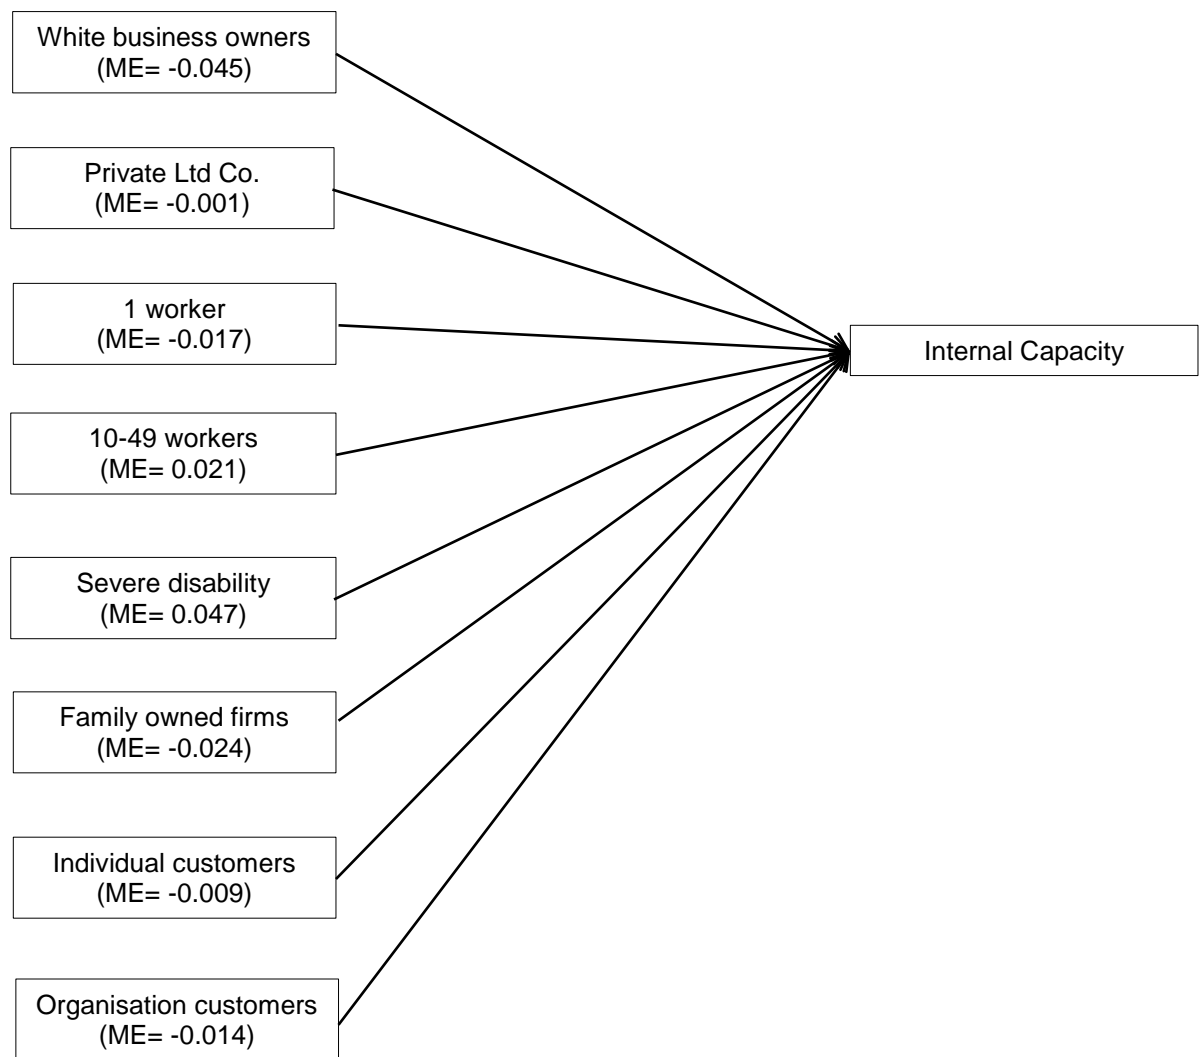 White business owners
(ME= -0.045)
Private Ltd Co.
(ME= -0.001)
1 worker
(ME= -0.017)
Internal Capacity
10-49 workers
(ME= 0.021)
Severe disability
(ME= 0.047)
Family owned firms
(ME= -0.024)
Individual customers
(ME= -0.009)
Organisation customers
(ME= -0.014)